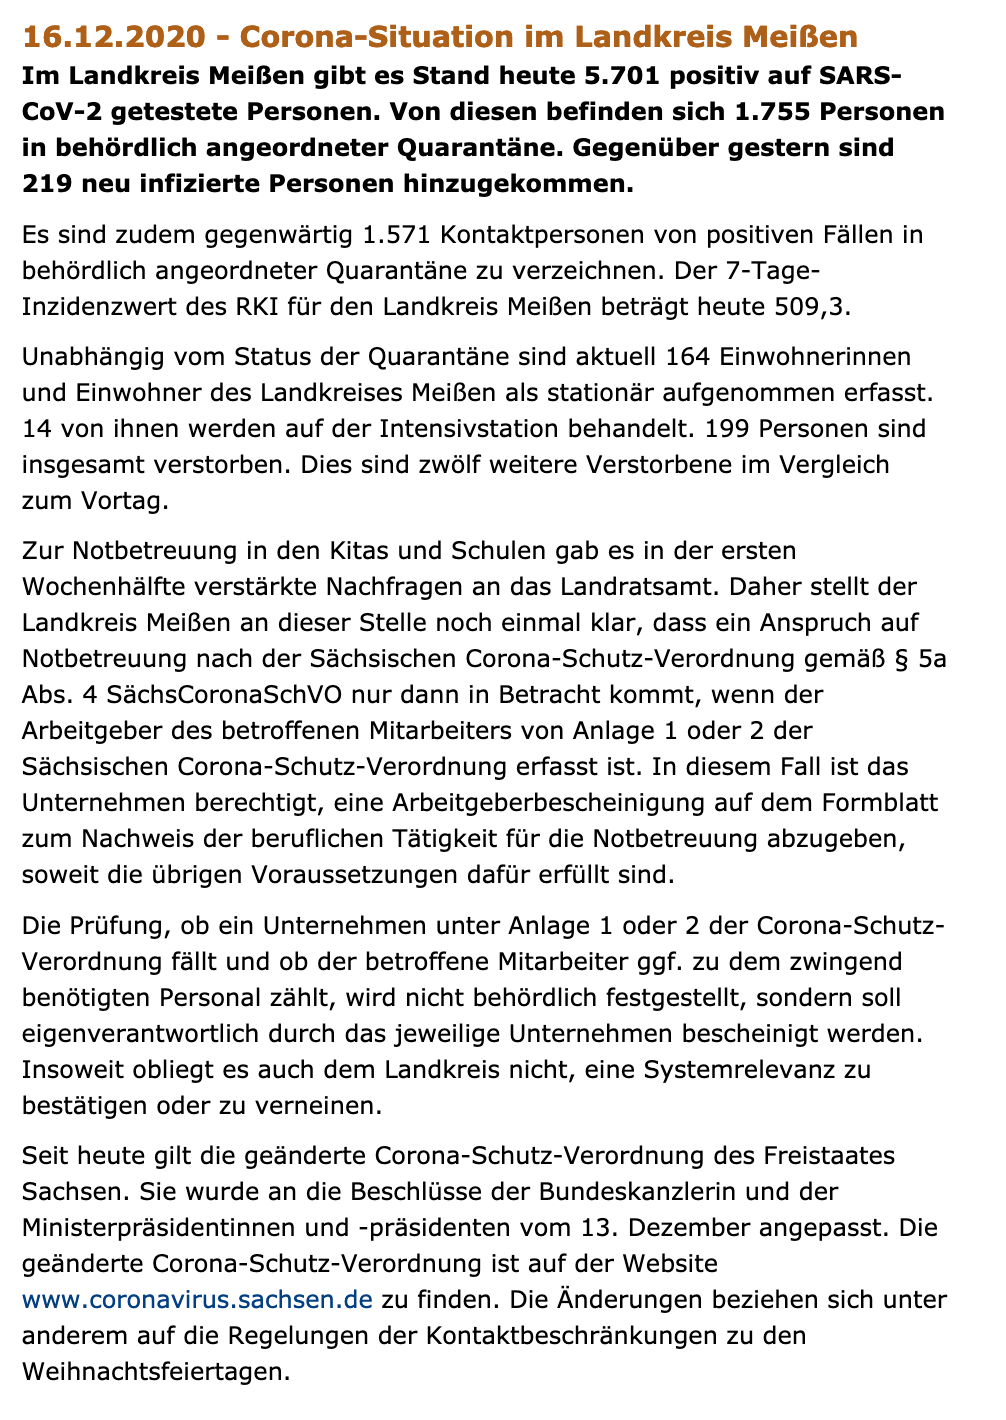 16.12.2020 - Corona-Situation im Landkreis Meißen
Im Landkreis Meißen gibt es Stand heute 5.701 positiv auf SARS-
CoV-2 getestete Personen. Von diesen befinden sich 1.755 Personen
in behördlich angeordneter Quarantäne. Gegenüber gestern sind
219 neu infizierte Personen hinzugekommen.
Es sind zudem gegenwärtig 1.571 Kontaktpersonen von positiven Fällen in
behördlich angeordneter Quarantäne zu verzeichnen. Der 7-Tage-
Inzidenzwert des RKI für den Landkreis Meißen beträgt heute 509,3.
Unabhängig vom Status der Quarantäne sind aktuell 164 Einwohnerinnen
und Einwohner des Landkreises Meißen als stationär aufgenommen erfasst.
14 von ihnen werden auf der Intensivstation behandelt. 199 Personen sind
insgesamt verstorben. Dies sind zwölf weitere Verstorbene im Vergleich
zum Vortag.
Zur Notbetreuung in den Kitas und Schulen gab es in der ersten
Wochenhälfte verstärkte Nachfragen an das Landratsamt. Daher stellt der
Landkreis Meißen an dieser Stelle noch einmal klar, dass ein Anspruch auf
Notbetreuung nach der Sächsischen Corona-Schutz-Verordnung gemäß § 5a
Abs. 4 SächsCoronaSchVO nur dann in Betracht kommt, wenn der
Arbeitgeber des betroffenen Mitarbeiters von Anlage 1 oder 2 der
Sächsischen Corona-Schutz-Verordnung erfasst ist. In diesem Fall ist das
Unternehmen berechtigt, eine Arbeitgeberbescheinigung auf dem Formblatt
zum Nachweis der beruflichen Tätigkeit für die Notbetreuung abzugeben,
soweit die übrigen Voraussetzungen dafür erfüllt sind.
Die Prüfung, ob ein Unternehmen unter Anlage 1 oder 2 der Corona-Schutz-
Verordnung fällt und ob der betroffene Mitarbeiter ggf. zu dem zwingend
benötigten Personal zählt, wird nicht behördlich festgestellt, sondern soll
eigenverantwortlich durch das jeweilige Unternehmen bescheinigt werden.
Insoweit obliegt es auch dem Landkreis nicht, eine Systemrelevanz zu
bestätigen oder zu verneinen.
Seit heute gilt die geänderte Corona-Schutz-Verordnung des Freistaates
Sachsen. Sie wurde an die Beschlüsse der Bundeskanzlerin und der
Ministerpräsidentinnen und -präsidenten vom 13. Dezember angepasst. Die
geänderte Corona-Schutz-Verordnung ist auf der Website
www.coronavirus.sachsen.de zu finden. Die Änderungen beziehen sich unter
anderem auf die Regelungen der Kontaktbeschränkungen zu den
Weihnachtsfeiertagen.